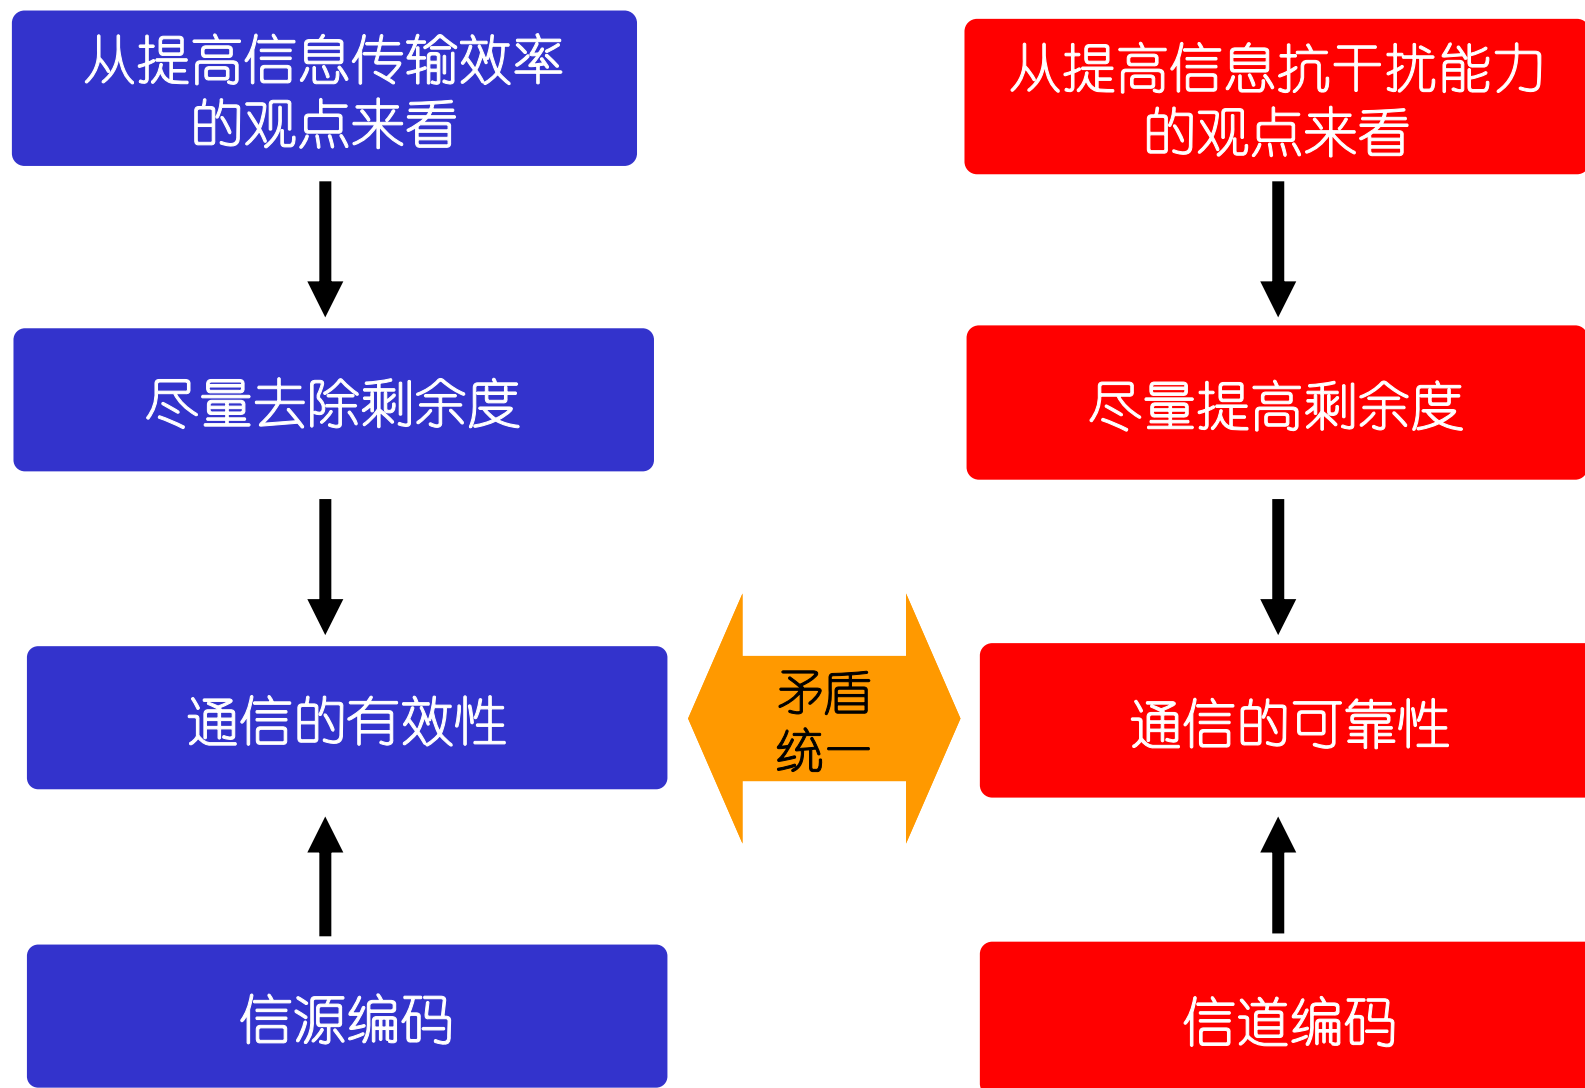 从提高信息传输效率
的观点来看
从提高信息抗干扰能力
的观点来看
尽量去除剩余度
尽量提高剩余度
通信的有效性
矛盾
统一
通信的可靠性
信源编码
信道编码